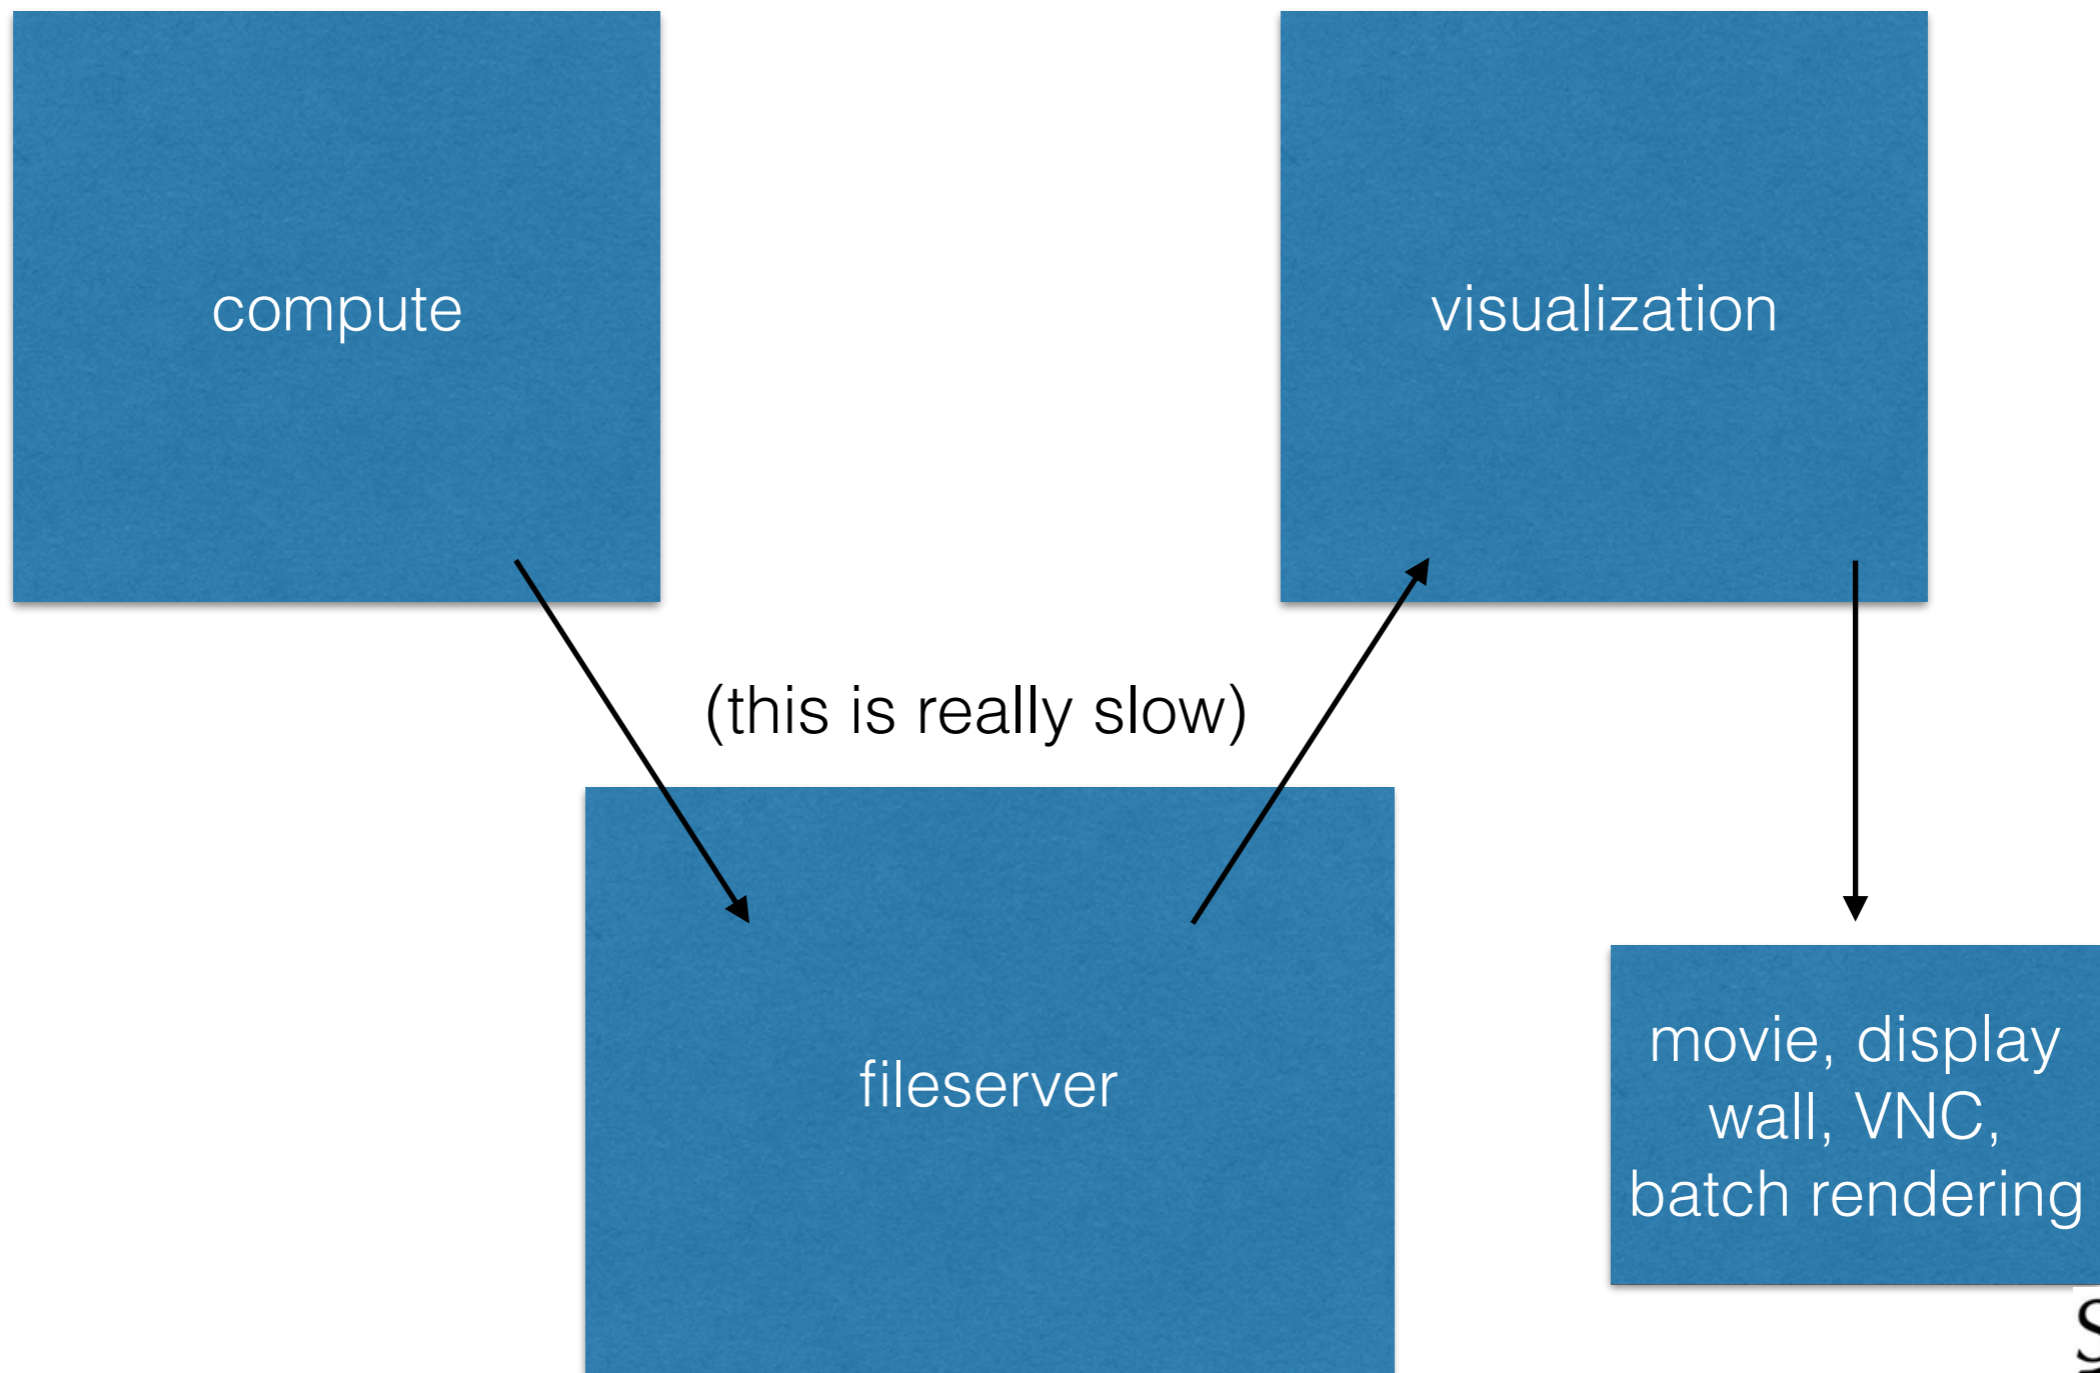 compute
visualization
(this is really slow)
fileserver
movie, display
wall, VNC,
batch rendering